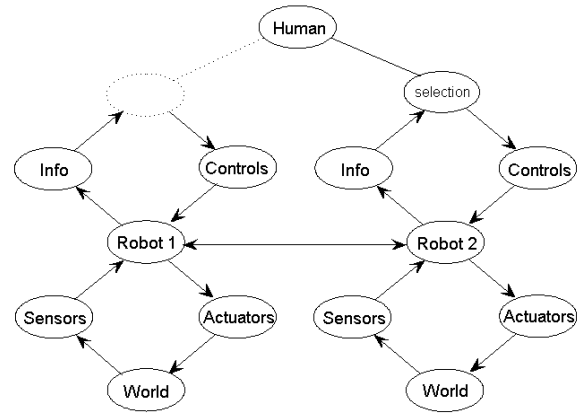 Human
selection
Info
Controls
Info
Controls
Robot 1
Robot 2
Sensors
Actuators
Sensors
Actuators
World
World